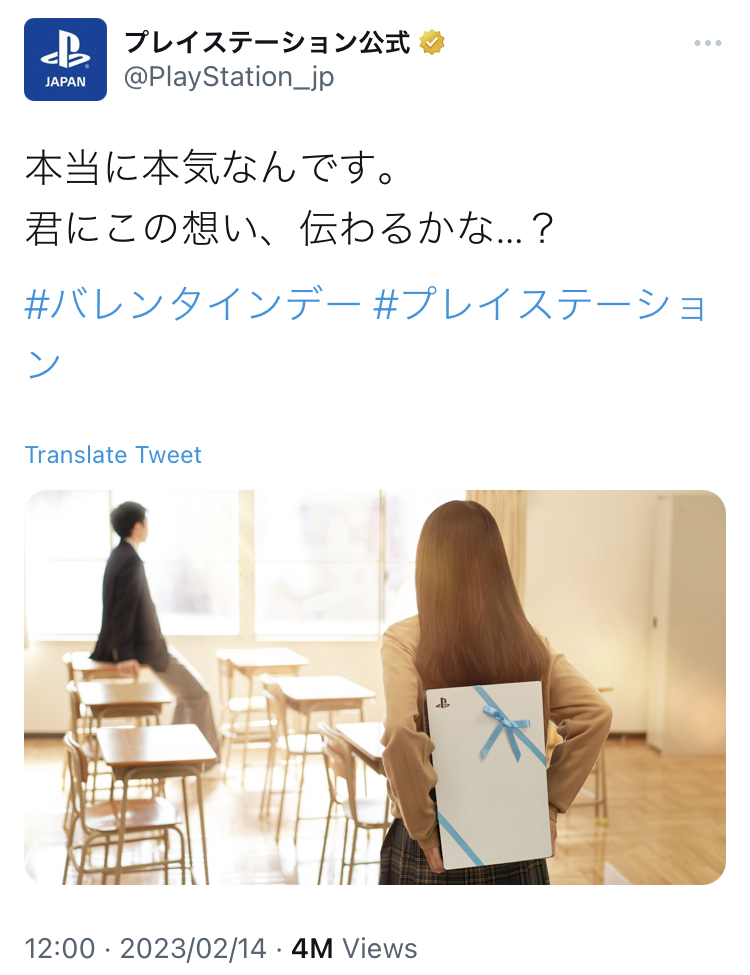 プレイステーション公式
@PlayStation_jp
JAPAN
本当に本気なんです。
君にこの想い、伝わるかな...？
#バレンタインデー #プレイステーショ
ン
Translate Tweet
12:00 · 2023/02/14 · 4M Views